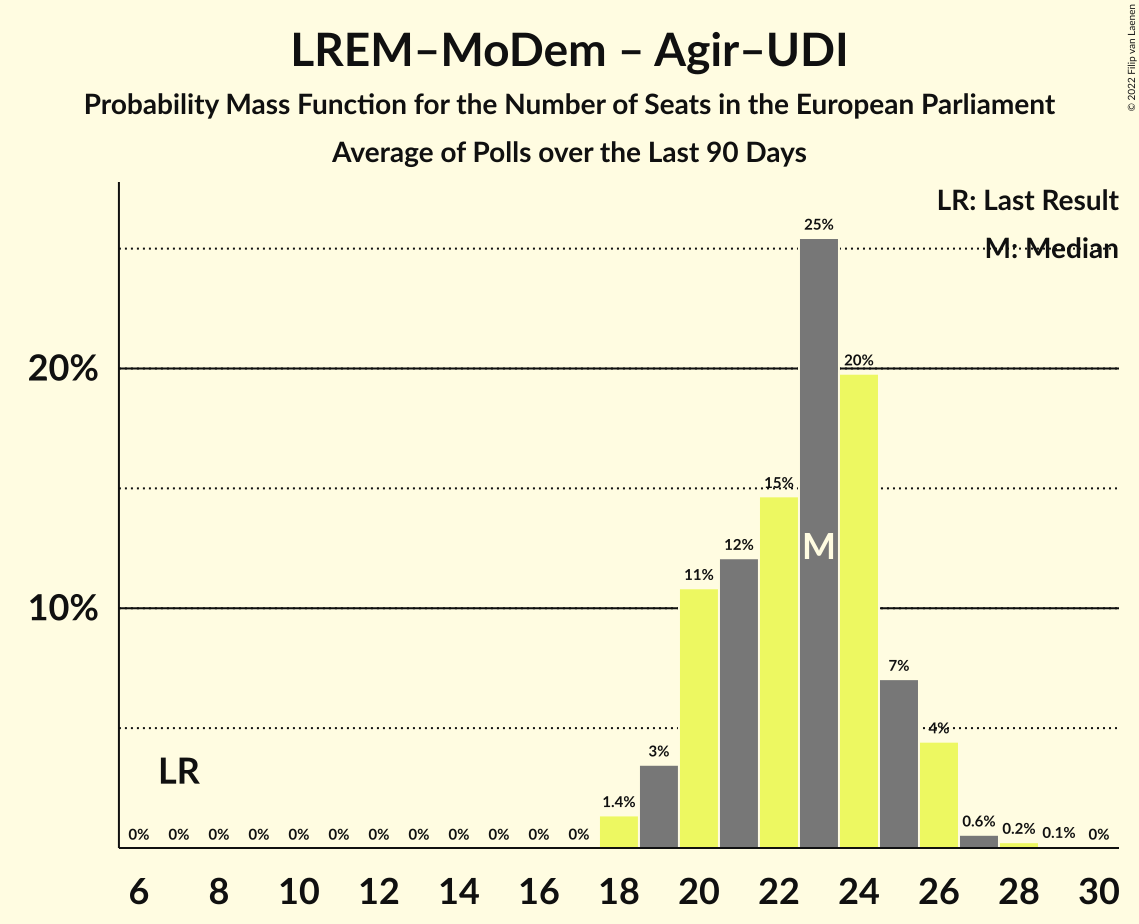 LREM–MoDem – Agir–UDI
Probability Mass Function for the Number of Seats in the European Parliament
Average of Polls over the Last 90 Days
© 2022 Filip van Laenen
LR: Last Result
M: Median
25%
20%
20%
15%
12%
M
11%
10%
7%
4%
3%
LR
1.4%
0% 0% 0% 0% 0% 0% 0% 0% 0% 0% 0% 0% 0.6% 0.2% 0.1% 0%
6 8 10 12 14 16 18 20 22 24 26 28 30